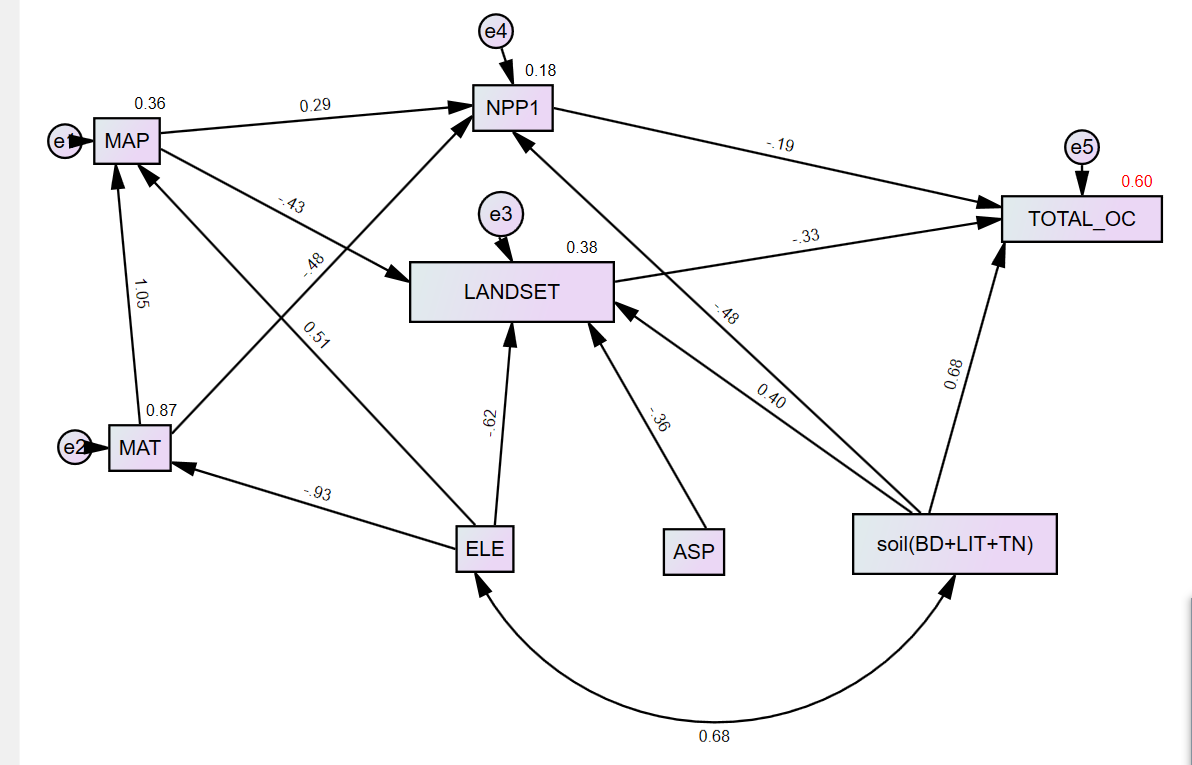 e4
0.18
NPP1
0.36
0.29
MAP
-.19
e5
0.60
TOTAL_OC
-.43
e3
0.38
LANDSET
-.33
-.48
1.05
0.51
-.48
0.68
0.87
e2
MAT
-.62
-.36
0.40
-.93
ELE
ASP
soil(BD+LIT+TN)
0.68